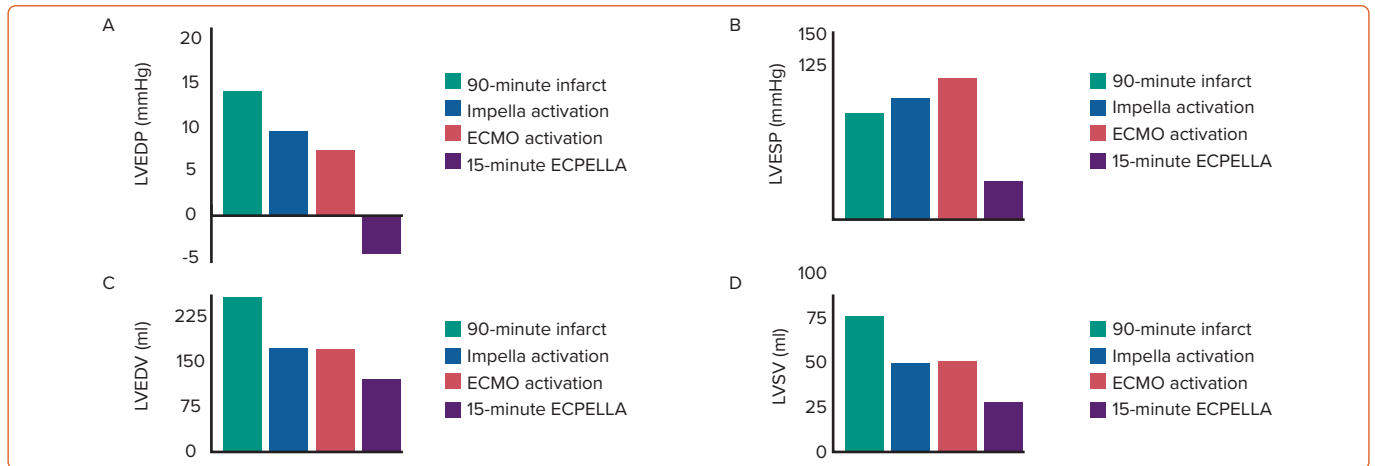 A
20
15
10
5
0
-5
LVEDP (mmHg)
90-minute infarct
Impella activation
ECMO activation
15-minute ECPELLA
B
150
125
LVESP (mmHg)
90-minute infarct
Impella activation
ECMO activation
15-minute ECPELLA
C
225
150
75
0
LVEDV (ml)
90-minute infarct
Impella activation
ECMO activation
15-minute ECPELLA
D
100
75
50
25
0
LVSV (ml)
90-minute infarct
Impella activation
ECMO activation
15-minute ECPELLA